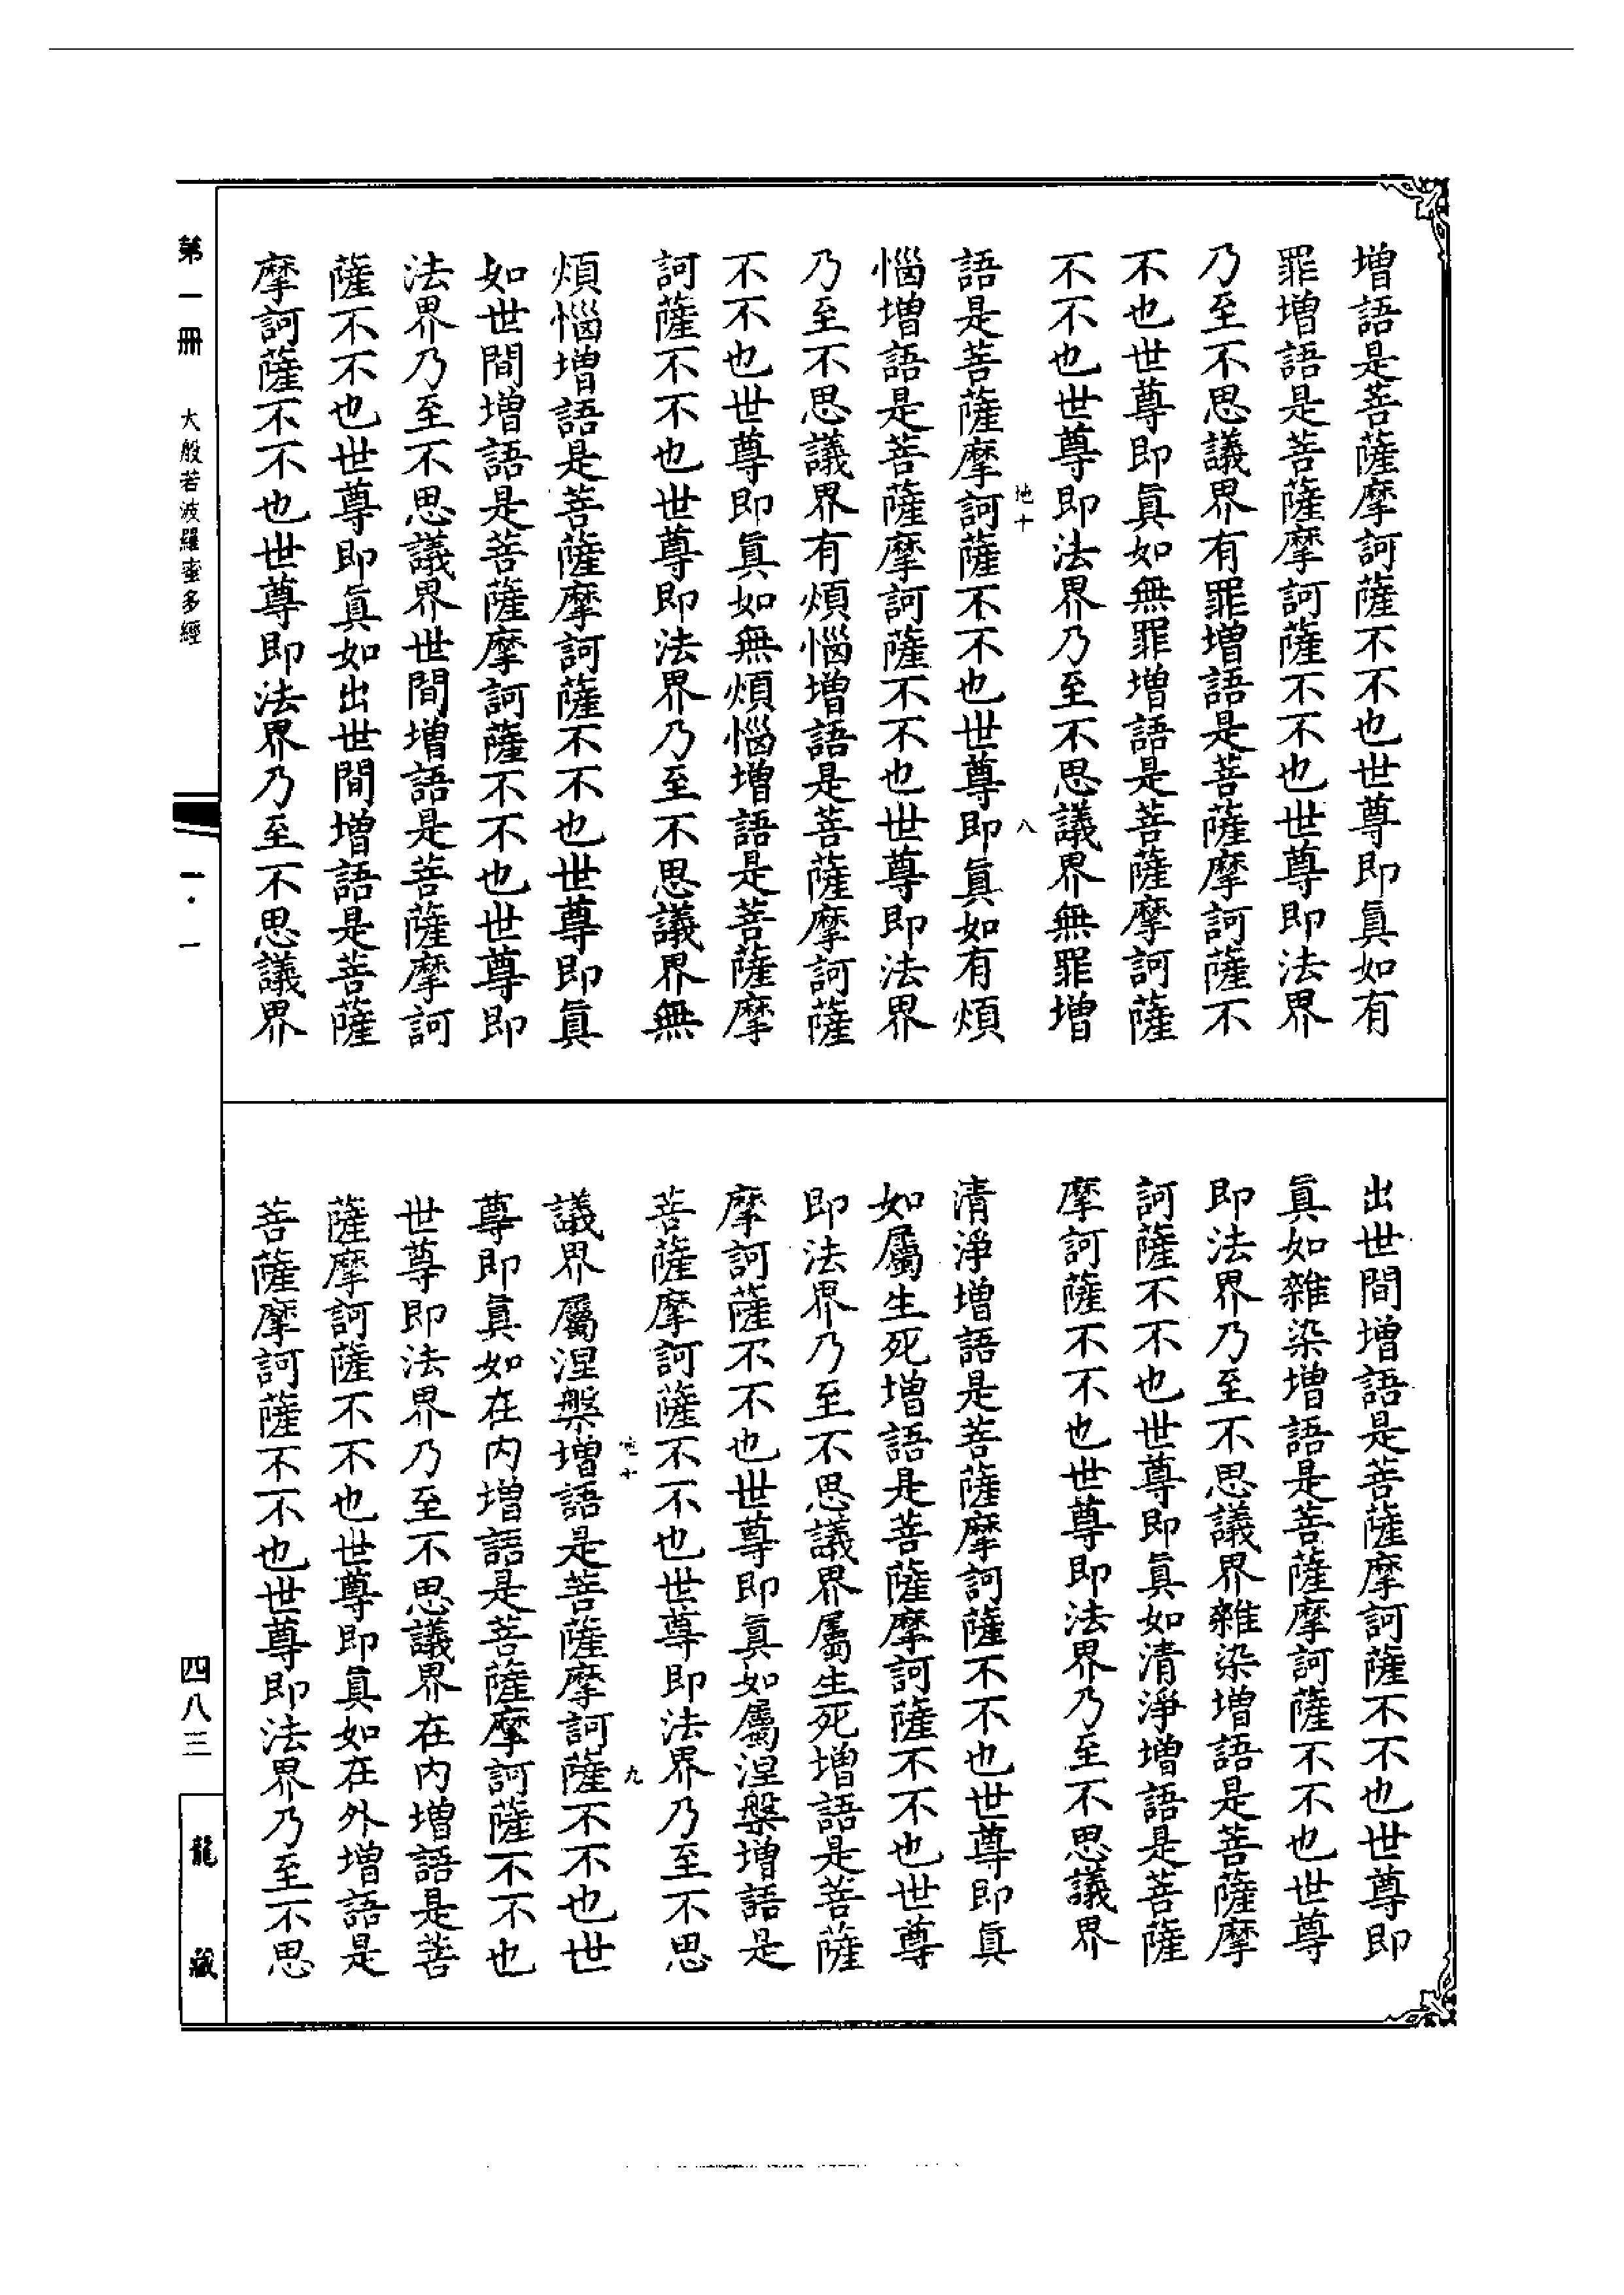 增語是菩薩摩訶薩不不也世尊即真如有
罪增語是菩薩摩訶薩不不也世尊即法界
乃至不思議界有罪增語是菩薩摩訶薩不
不也世尊即真如無罪增語是菩薩摩訶薩
不不也世尊即法界乃至不思議界無罪增
地十 八
語是菩薩摩訶薩不不也世尊即真如有煩
惱增語是菩薩摩訶薩不不也世尊即法界
乃至不思議界有煩惱增語是菩薩摩訶薩
不不也世尊即真如無煩惱增語是菩薩摩
訶薩不不也世尊即法界乃至不思議界無
煩惱增語是菩薩摩訶薩不不也世尊即真
如世間增語是菩薩摩訶薩不不也世尊即
法界乃至不思議界世間增語是菩薩摩訶
薩不不也世尊即真如出世間增語是菩薩
摩訶薩不不也世尊即法界乃至不思議界
出世間增語是菩薩摩訶薩不不也世尊即
真如雜染增語是菩薩摩訶薩不不也世尊
即法界乃至不思議界雜染增語是菩薩摩
訶薩不不也世尊即真如清淨增語是菩薩
摩訶薩不不也世尊即法界乃至不思議界
清淨增語是菩薩摩訶薩不不也世尊即真
如屬生死增語是菩薩摩訶薩不不也世尊
即法界乃至不思議界屬生死增語是菩薩
摩訶薩不不也世尊即真如屬涅槃增語是
菩薩摩訶薩不不也世尊即法界乃至不思
地十 九
議界屬涅槃增語是菩薩摩訶薩不不也世
尊即真如在內增語是菩薩摩訶薩不不也
世尊即法界乃至不思議界在內增語是菩
薩摩訶薩不不也世尊即真如在外增語是
菩薩摩訶薩不不也世尊即法界乃至不思
第一冊 大般若波羅蜜多經 一·一 四八三 龍藏